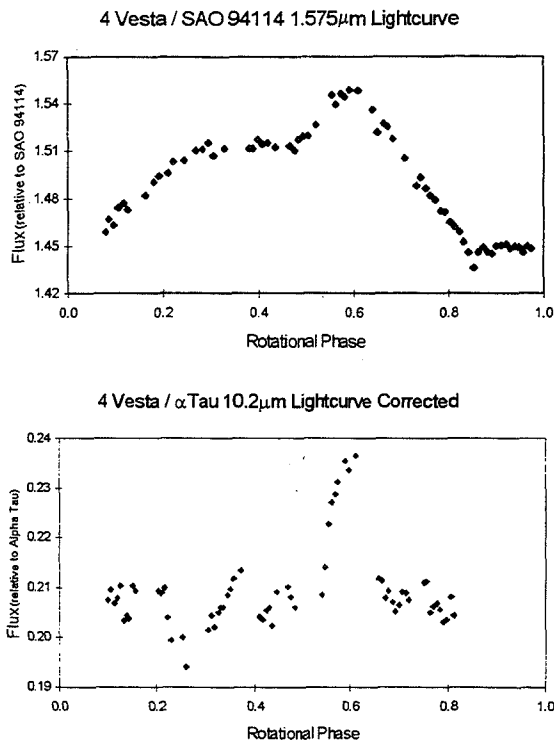 4 Vesta / SAO 94114 1.575μm Lightcurve
1.57
1.54
1.51
1.48
1.45
1.42
Flux (relative to SAO 94114)
0.0 0.2 0.4 0.6 0.8 1.0
Rotational Phase
4 Vesta / αTau 10.2μm Lightcurve Corrected
0.24
0.23
0.22
0.21
0.20
0.19
Flux (relative to Alpha Tau)
0.0 0.2 0.4 0.6 0.8 1.0
Rotational Phase